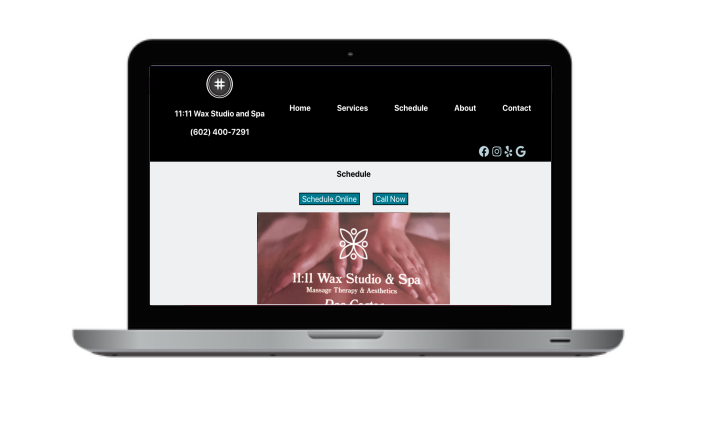 11:11 Wax Studio and Spa
(602) 400-7291
Home Services Schedule About Contact
Schedule
Schedule Online Call Now
11:11 Wax Studio & Spa
Massage Therapy & Aesthetics